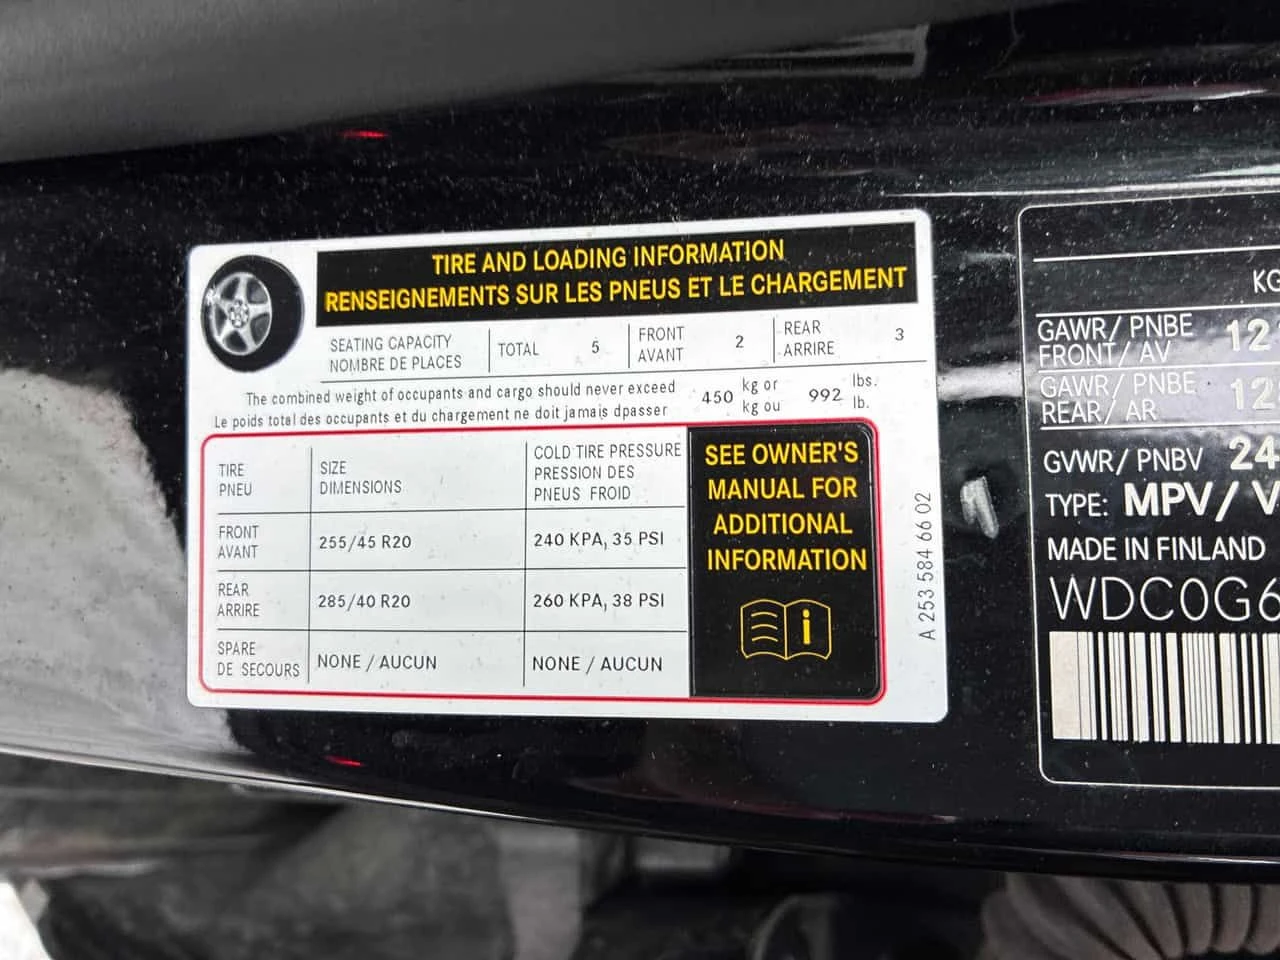 TIRE AND LOADING INFORMATION
RENSEIGNEMENTS SUR LES PNEUS ET LE CHARGEMENT
SEATING CAPACITY
NOMBRE DE PLACES
TOTAL 5
FRONT
AVANT
2
REAR
ARRIRE
3
The combined weight of occupants and cargo should never exceed
Le poids total des occupants et du chargement ne doit jamais dpasser
450 kg or
kg ou
992 lbs.
lb.
TIRE
PNEU
SIZE
DIMENSIONS
COLD TIRE PRESSURE
PRESSION DES
PNEUS FROID
FRONT
AVANT
255/45 R20
240 KPA, 35 PSI
REAR
ARRIRE
285/40 R20
260 KPA, 38 PSI
SPARE
DE SECOURS
NONE / AUCUN
NONE / AUCUN
SEE OWNER'S
MANUAL FOR
ADDITIONAL
INFORMATION
i
A 253 584 66 02
KG
GAWR/ PNBE
FRONT/ AV
12
GAWR/ PNBE
REAR/ AR
12
GVWR/ PNBV 24
TYPE: MPV/ V
MADE IN FINLAND
WDC0G6